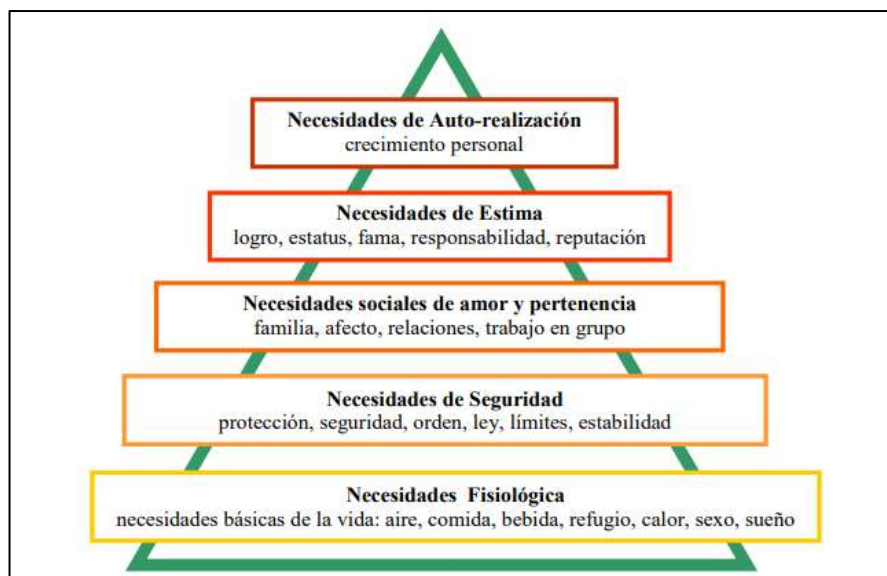 Necesidades de Auto-realización
crecimiento personal
Necesidades de Estima
logro, estatus, fama, responsabilidad, reputación
Necesidades sociales de amor y pertenencia
familia, afecto, relaciones, trabajo en grupo
Necesidades de Seguridad
protección, seguridad, orden, ley, límites, estabilidad
Necesidades Fisiológica
necesidades básicas de la vida: aire, comida, bebida, refugio, calor, sexo, sueño